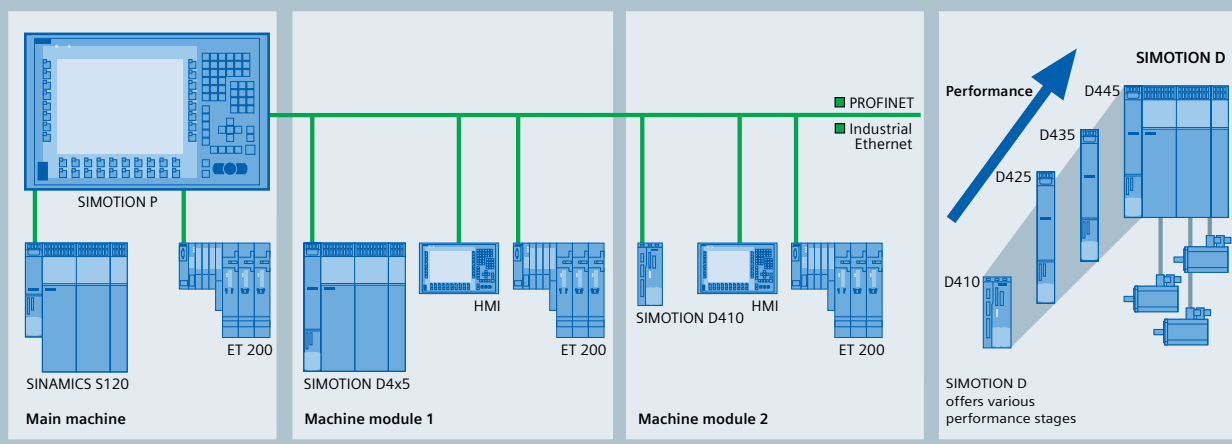 SIMOTION P
SINAMICS S120
ET 200
Main machine
PROFINET
Industrial
Ethernet
SIMOTION D4x5
HMI
ET 200
Machine module 1
SIMOTION D410
HMI
ET 200
Machine module 2
SIMOTION D
Performance
D445
D435
D425
D410
SIMOTION D
offers various
performance stages